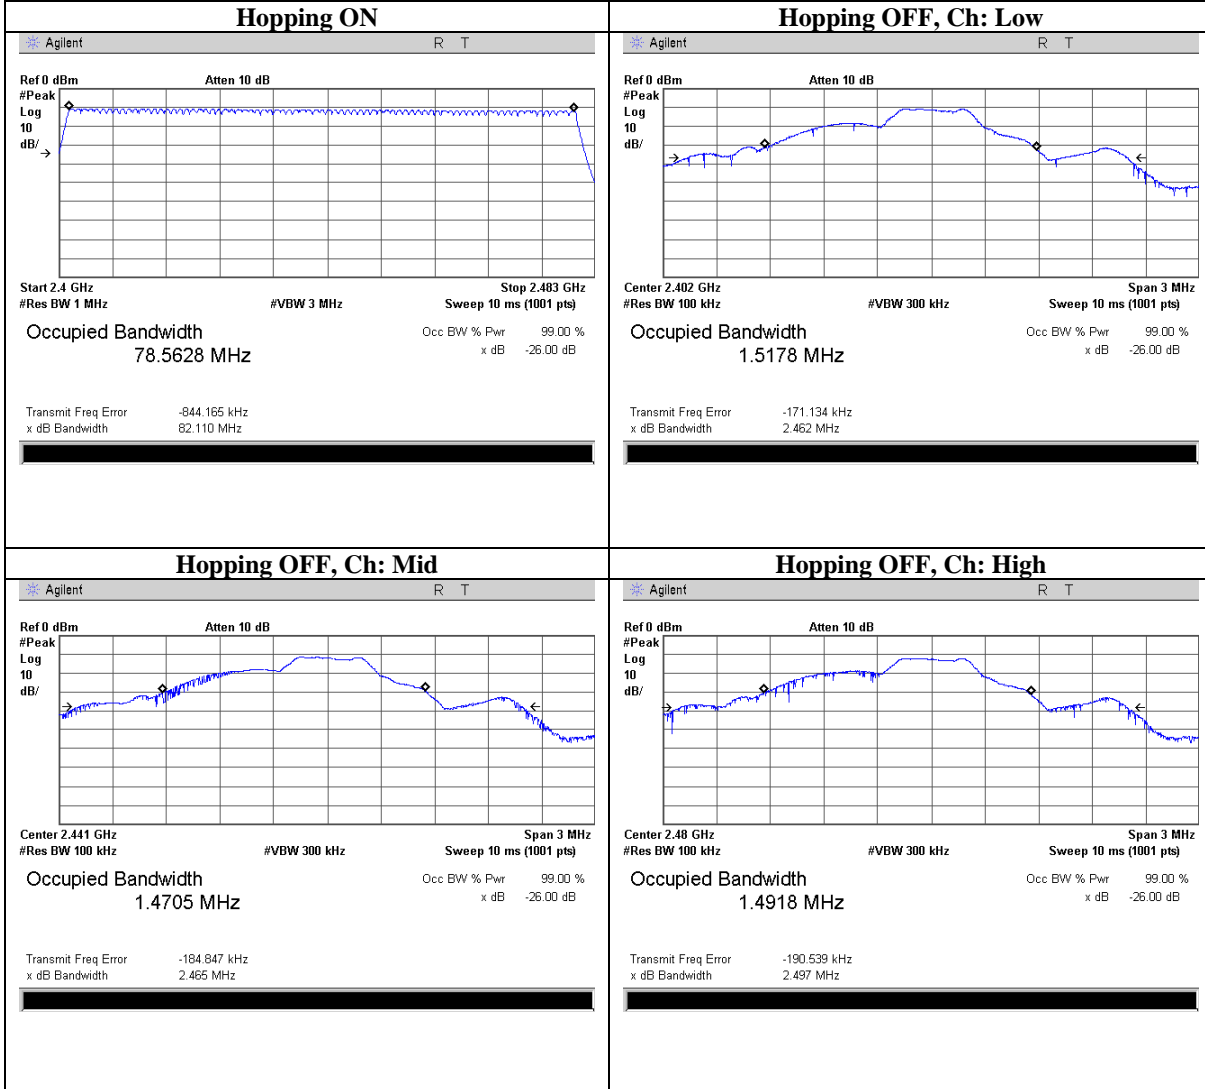 Hopping ON
Agilent R T
Ref 0 dBm Atten 10 dB
#Peak
Log
10
dB/
Start 2.4 GHz Stop 2.483 GHz
#Res BW 1 MHz #VBW 3 MHz Sweep 10 ms (1001 pts)
Occupied Bandwidth Occ BW % Pwr 99.00 %
78.5628 MHz x dB -26.00 dB
Transmit Freq Error -844.165 kHz
x dB Bandwidth 82.110 MHz
Hopping OFF, Ch: Low
Agilent R T
Ref 0 dBm Atten 10 dB
#Peak
Log
10
dB/
Center 2.402 GHz Span 3 MHz
#Res BW 100 kHz #VBW 300 kHz Sweep 10 ms (1001 pts)
Occupied Bandwidth Occ BW % Pwr 99.00 %
1.5178 MHz x dB -26.00 dB
Transmit Freq Error -171.134 kHz
x dB Bandwidth 2.462 MHz
Hopping OFF, Ch: Mid
Agilent R T
Ref 0 dBm Atten 10 dB
#Peak
Log
10
dB/
Center 2.441 GHz Span 3 MHz
#Res BW 100 kHz #VBW 300 kHz Sweep 10 ms (1001 pts)
Occupied Bandwidth Occ BW % Pwr 99.00 %
1.4705 MHz x dB -26.00 dB
Transmit Freq Error -184.847 kHz
x dB Bandwidth 2.465 MHz
Hopping OFF, Ch: High
Agilent R T
Ref 0 dBm Atten 10 dB
#Peak
Log
10
dB/
Center 2.48 GHz Span 3 MHz
#Res BW 100 kHz #VBW 300 kHz Sweep 10 ms (1001 pts)
Occupied Bandwidth Occ BW % Pwr 99.00 %
1.4918 MHz x dB -26.00 dB
Transmit Freq Error -190.539 kHz
x dB Bandwidth 2.497 MHz